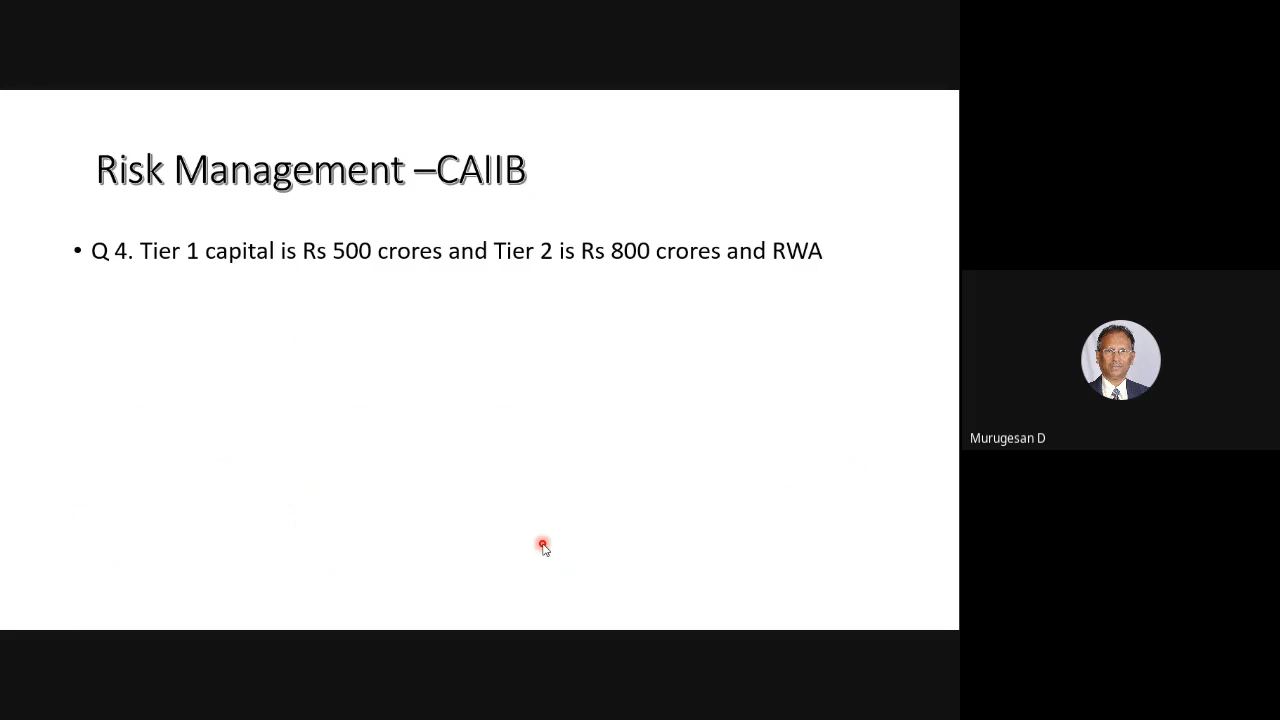 Risk Management –CAIIB
• Q 4. Tier 1 capital is Rs 500 crores and Tier 2 is Rs 800 crores and RWA
Murugesan D